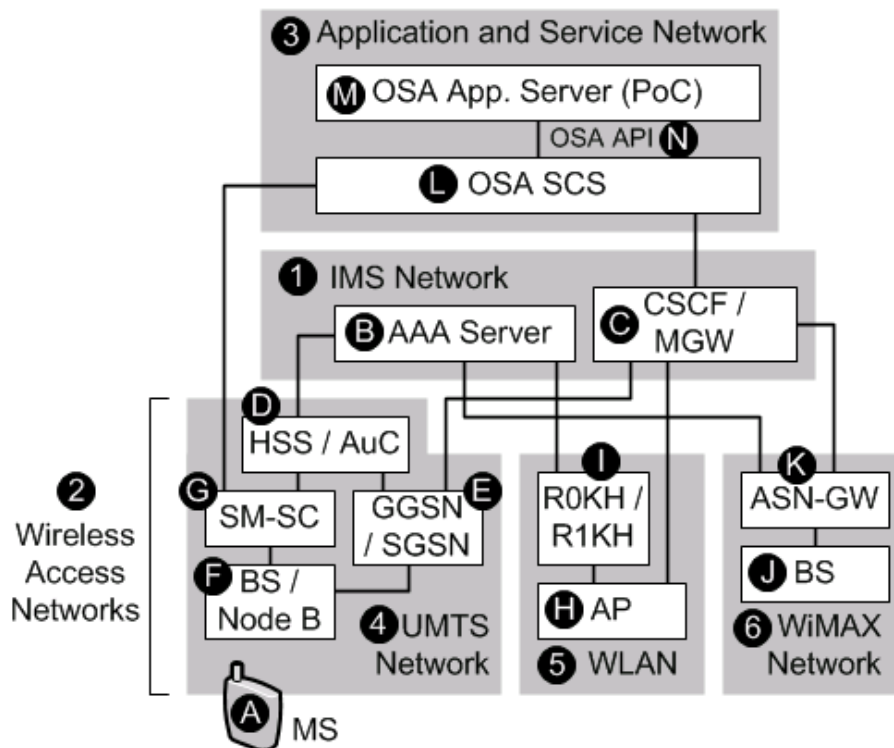 3 Application and Service Network
M OSA App. Server (PoC)
OSA API N
L OSA SCS
1 IMS Network
B AAA Server
C CSCF /
MGW
D
HSS / AuC
G
SM-SC
E
GGSN
/ SGSN
F BS /
Node B
4 UMTS
Network
2
Wireless
Access
Networks
I
R0KH /
R1KH
H AP
5 WLAN
K
ASN-GW
J BS
6 WiMAX
Network
A MS